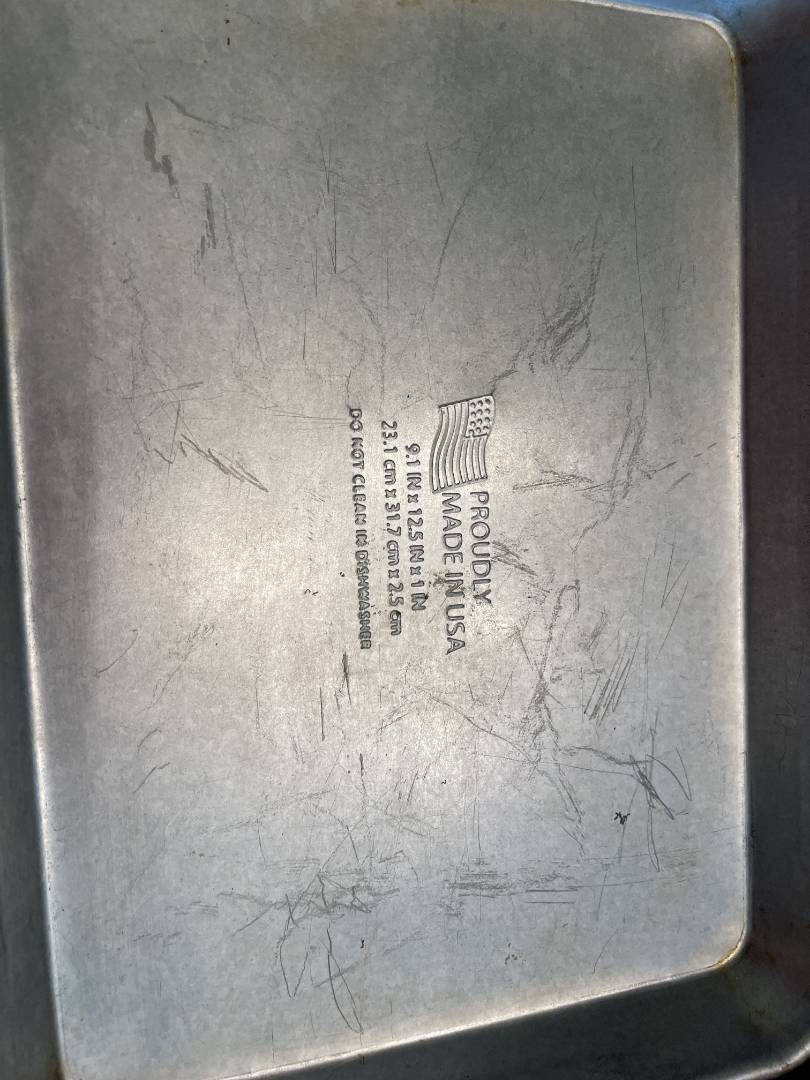 PROUDLY
MADE IN USA
9.1 IN x 12.5 IN x 1 IN
23.1 cm x 31.7 cm x 2.5 cm
DO NOT CLEAN IN DISHWASHER